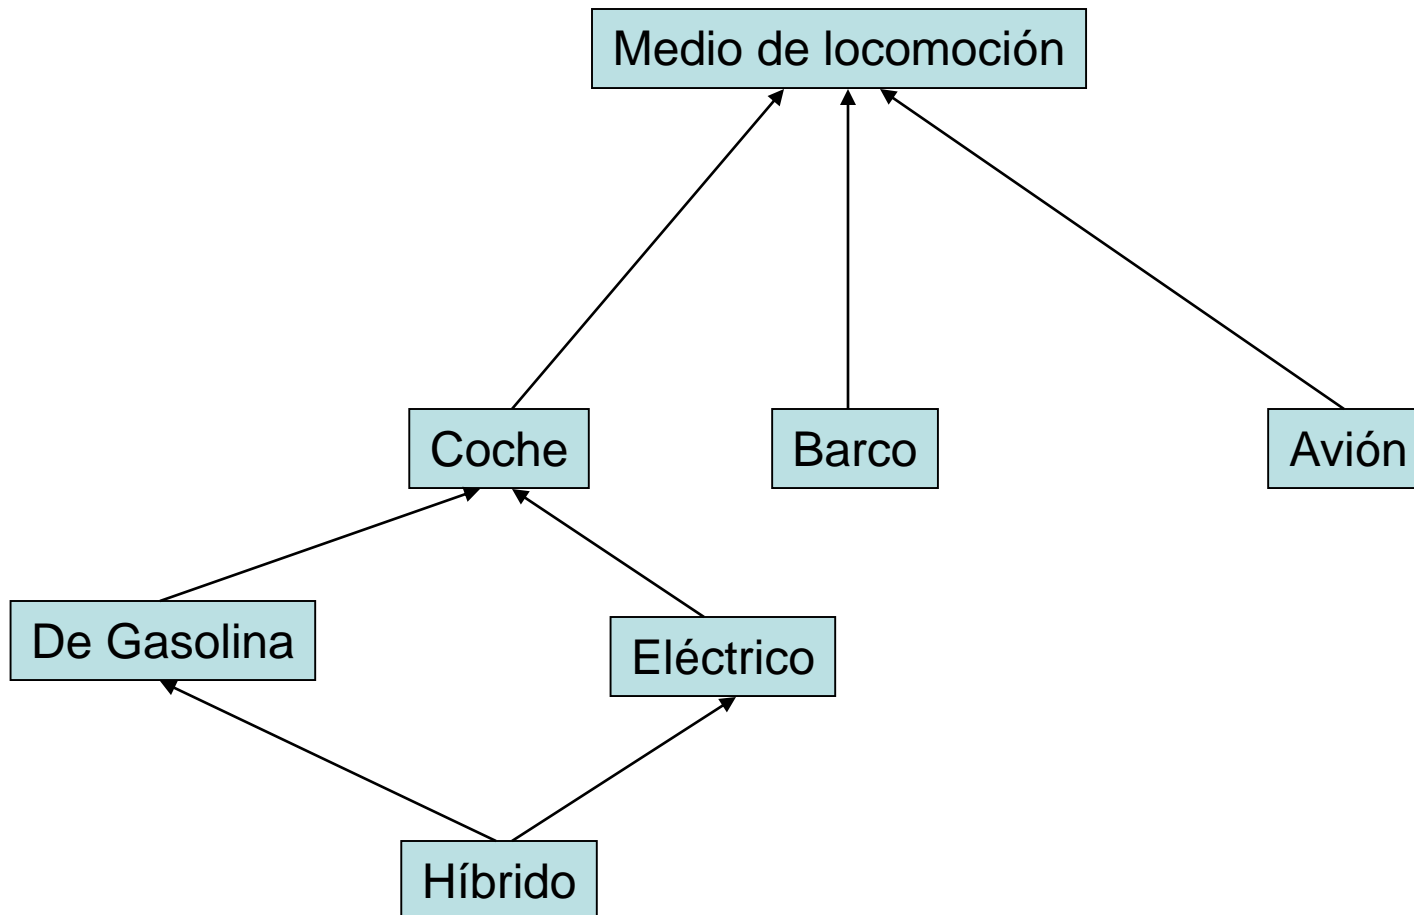 Medio de locomoción
Coche
Barco
Avión
De Gasolina
Eléctrico
Híbrido